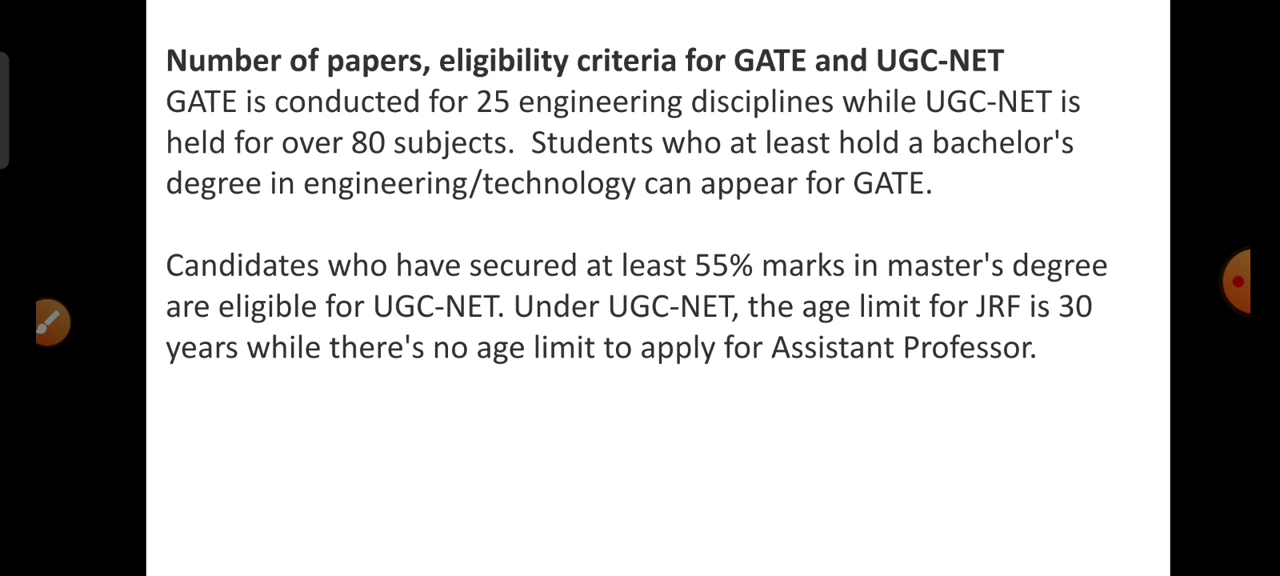 Number of papers, eligibility criteria for GATE and UGC-NET
GATE is conducted for 25 engineering disciplines while UGC-NET is
held for over 80 subjects.  Students who at least hold a bachelor's
degree in engineering/technology can appear for GATE.
Candidates who have secured at least 55% marks in master's degree
are eligible for UGC-NET. Under UGC-NET, the age limit for JRF is 30
years while there's no age limit to apply for Assistant Professor.